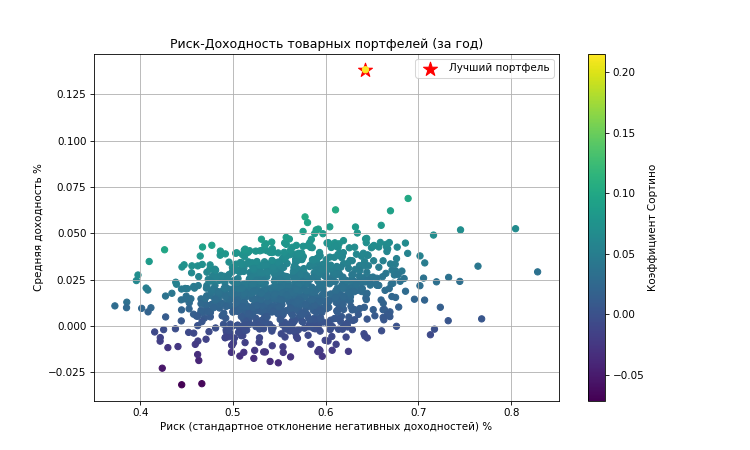 Риск-Доходность товарных портфелей (за год)
Лучший портфель
Средняя доходность %
0.125
0.100
0.075
0.050
0.025
0.000
−0.025
0.4 0.5 0.6 0.7 0.8
Риск (стандартное отклонение негативных доходностей) %
0.20
0.15
0.10
0.05
0.00
−0.05
Коэффициент Сортино